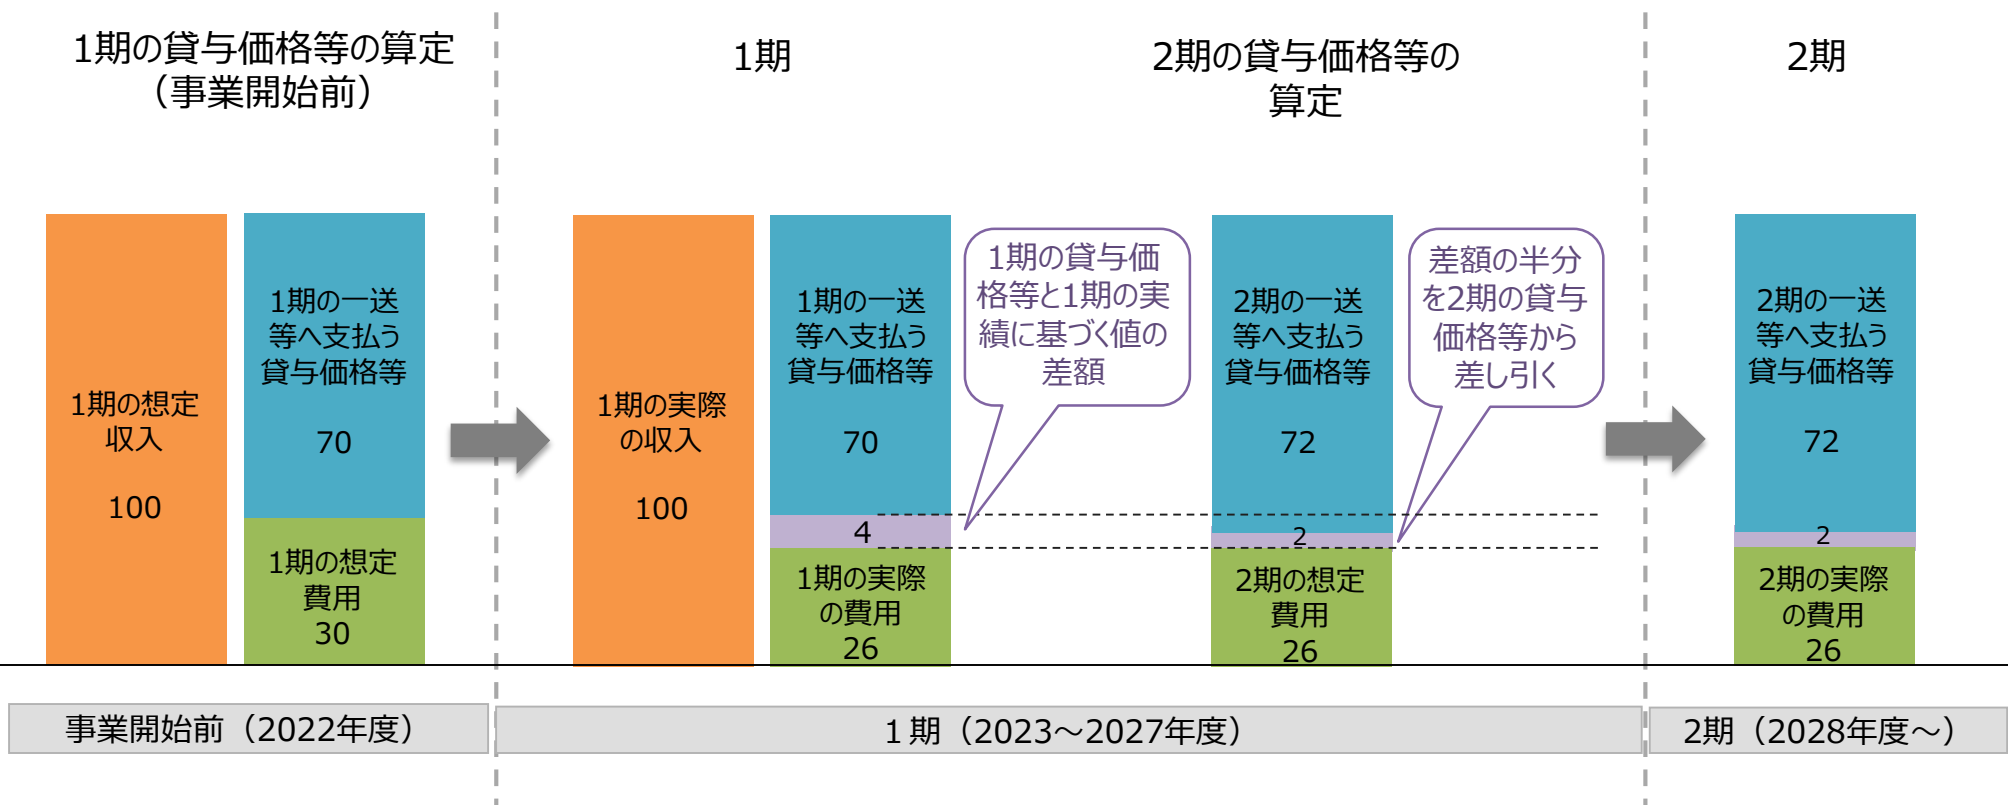 1期の貸与価格等の算定
（事業開始前）
1期
2期の貸与価格等の
算定
2期
1期の想定
収入
100
1期の一送
等へ支払う
貸与価格等
70
1期の想定
費用
30
1期の実際
の収入
100
1期の一送
等へ支払う
貸与価格等
70
4
1期の実際
の費用
26
1期の貸与価
格等と1期の実
績に基づく値の
差額
2期の一送
等へ支払う
貸与価格等
72
2
2期の想定
費用
26
差額の半分
を2期の貸与
価格等から
差し引く
2期の一送
等へ支払う
貸与価格等
72
2
2期の実際
の費用
26
事業開始前（2022年度）
１期（2023～2027年度）
2期（2028年度～）